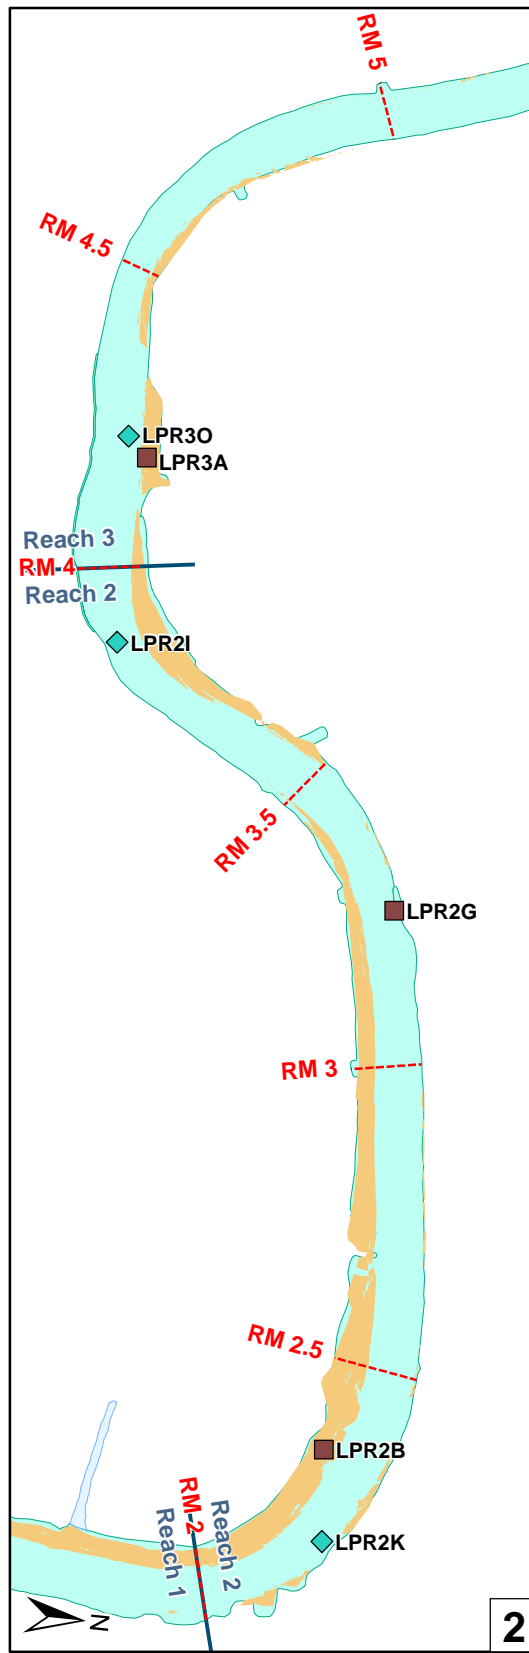 RM 5
RM 4.5
LPR3O
LPR3A
Reach 3
RM 4
Reach 2
LPR2I
RM 3.5
LPR2G
RM 3
RM 2.5
LPR2B
RM 2
Reach 2
Reach 1
LPR2K
N
2